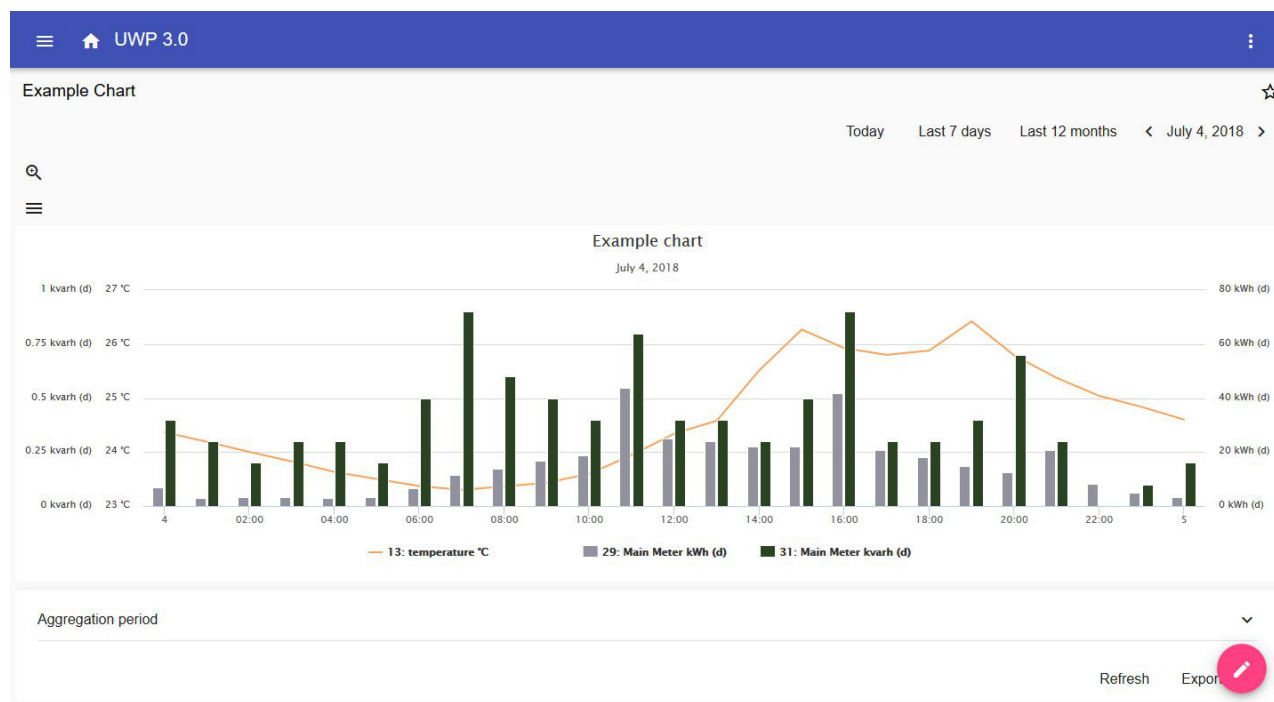 UWP 3.0
Example Chart
Today Last 7 days Last 12 months July 4, 2018
Example chart
July 4, 2018
1 kvarh (d) 27 °C 80 kWh (d)
0.75 kvarh (d) 26 °C 60 kWh (d)
0.5 kvarh (d) 25 °C 40 kWh (d)
0.25 kvarh (d) 24 °C 20 kWh (d)
0 kvarh (d) 23 °C 0 kWh (d)
4 02:00 04:00 06:00 08:00 10:00 12:00 14:00 16:00 18:00 20:00 22:00 5
13: temperature °C 29: Main Meter kWh (d) 31: Main Meter kvarh (d)
Aggregation period
Refresh Export